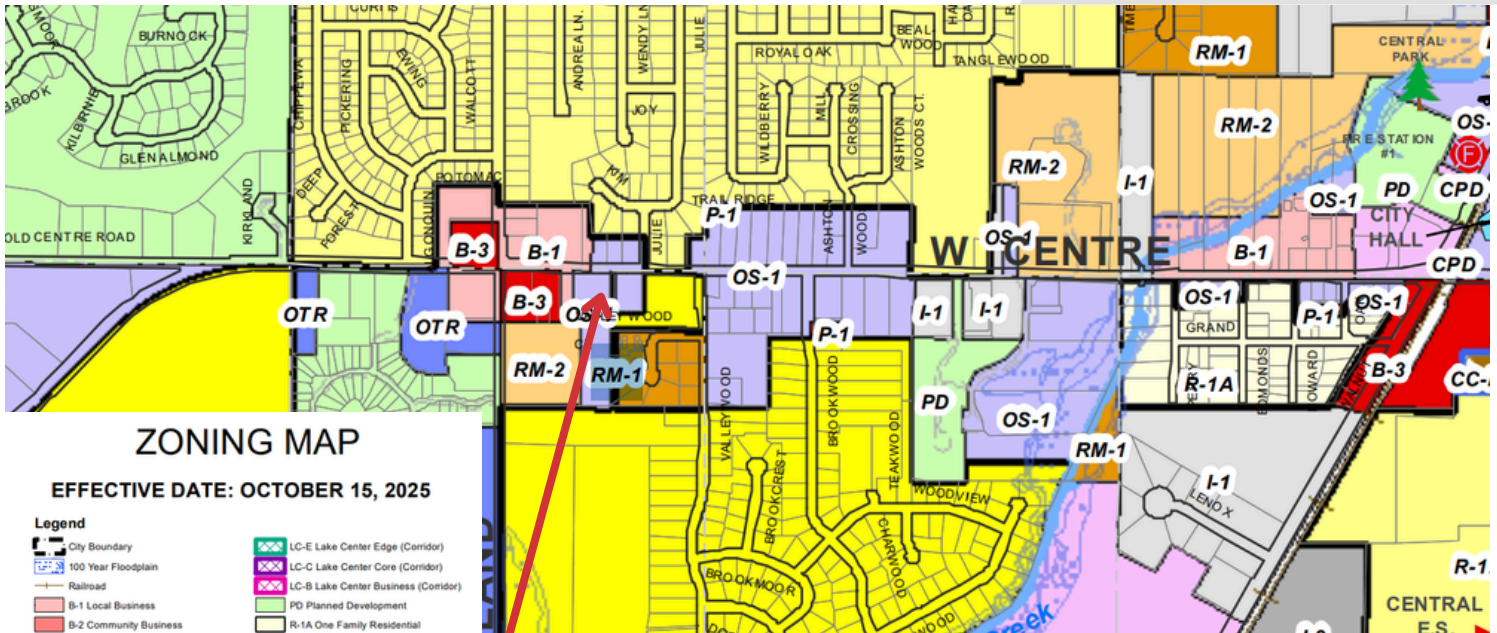 CURTIS
BURNOCK
EWING
CHIPPEWA
PICKERING
WALCOTT
ANDREA LN.
WENDY LN
JULIE
JOY
BROOK
KILBIRNIE
GLENALMOND
ROYAL OAK
BEAL-
WOOD
TANGLEWOOD
WILDBERRY
MILL
CROSSING
ASHTON
WOODS CT.
RM-1
CENTRAL
PARK
RM-2
RM-2
I-1
FIRE STATION
#1
F
OS-1
PD
CPD
CITY
HALL
KIRKLAND
DEEP
FOREST
POTOMAC
KIM
JULIE
TRAIL RIDGE
P-1
ASHTON
WOOD
OLD CENTRE ROAD
B-3
B-1
OS-1
W CENTRE
B-1
CPD
OTR
OTR
B-3
OS-1
I-1
I-1
OS-1
GRAND
P-1
OS-1
P-1
RM-2
RM-1
PD
OS-1
R-1A
EDMONDS
HOWARD
WALNUT
B-3
VALLEYWOOD
BROOKWOOD
TEAKWOOD
RM-1
BROOKCREST
WOODVIEW
CHARWOOD
BROOKMOOR
I-1
LENOX
Creek
CENTRAL
ZONING MAP
EFFECTIVE DATE: OCTOBER 15, 2025
Legend
City Boundary
100 Year Floodplain
Railroad
B-1 Local Business
B-2 Community Business
LC-E Lake Center Edge (Corridor)
LC-C Lake Center Core (Corridor)
LC-B Lake Center Business (Corridor)
PD Planned Development
R-1A One Family Residential